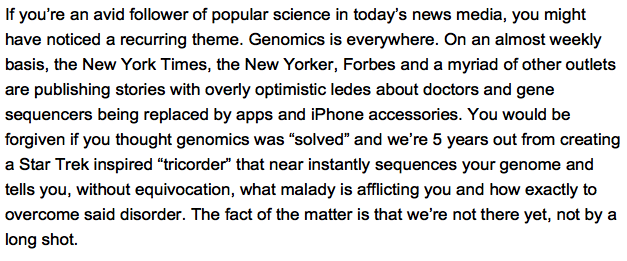 If you’re an avid follower of popular science in today’s news media, you might
have noticed a recurring theme. Genomics is everywhere. On an almost weekly
basis, the New York Times, the New Yorker, Forbes and a myriad of other outlets
are publishing stories with overly optimistic ledes about doctors and gene
sequencers being replaced by apps and iPhone accessories. You would be
forgiven if you thought genomics was “solved” and we’re 5 years out from creating
a Star Trek inspired “tricorder” that near instantly sequences your genome and
tells you, without equivocation, what malady is afflicting you and how exactly to
overcome said disorder. The fact of the matter is that we’re not there yet, not by a
long shot.